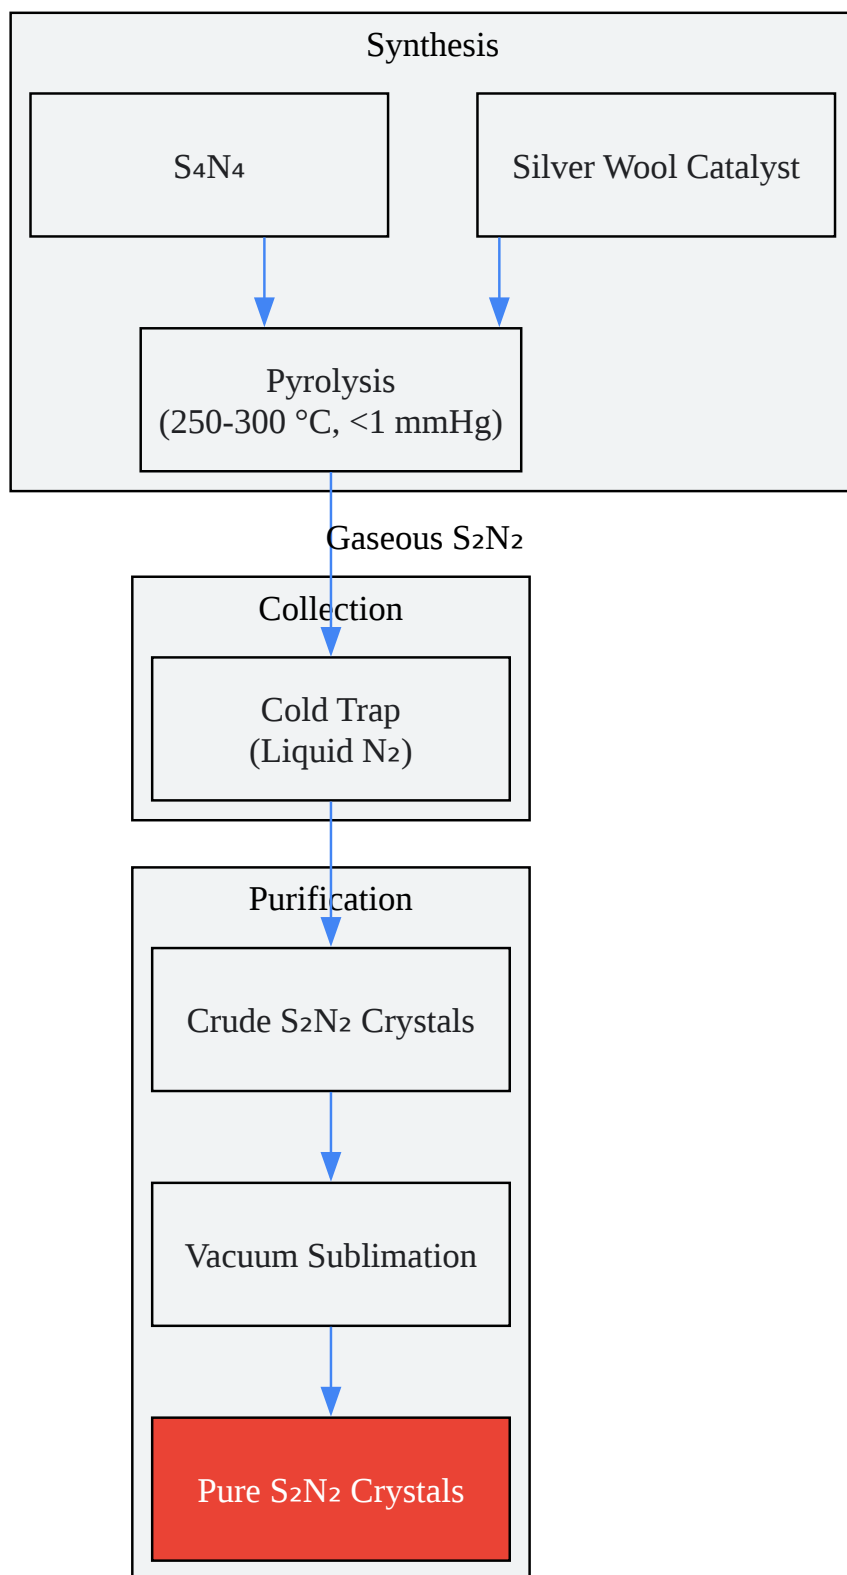 Synthesis
S₄N₄
Silver Wool Catalyst
Pyrolysis
(250-300 °C, <1 mmHg)
Gaseous S₂N₂
Collection
Cold Trap
(Liquid N₂)
Purification
Crude S₂N₂ Crystals
Vacuum Sublimation
Pure S₂N₂ Crystals